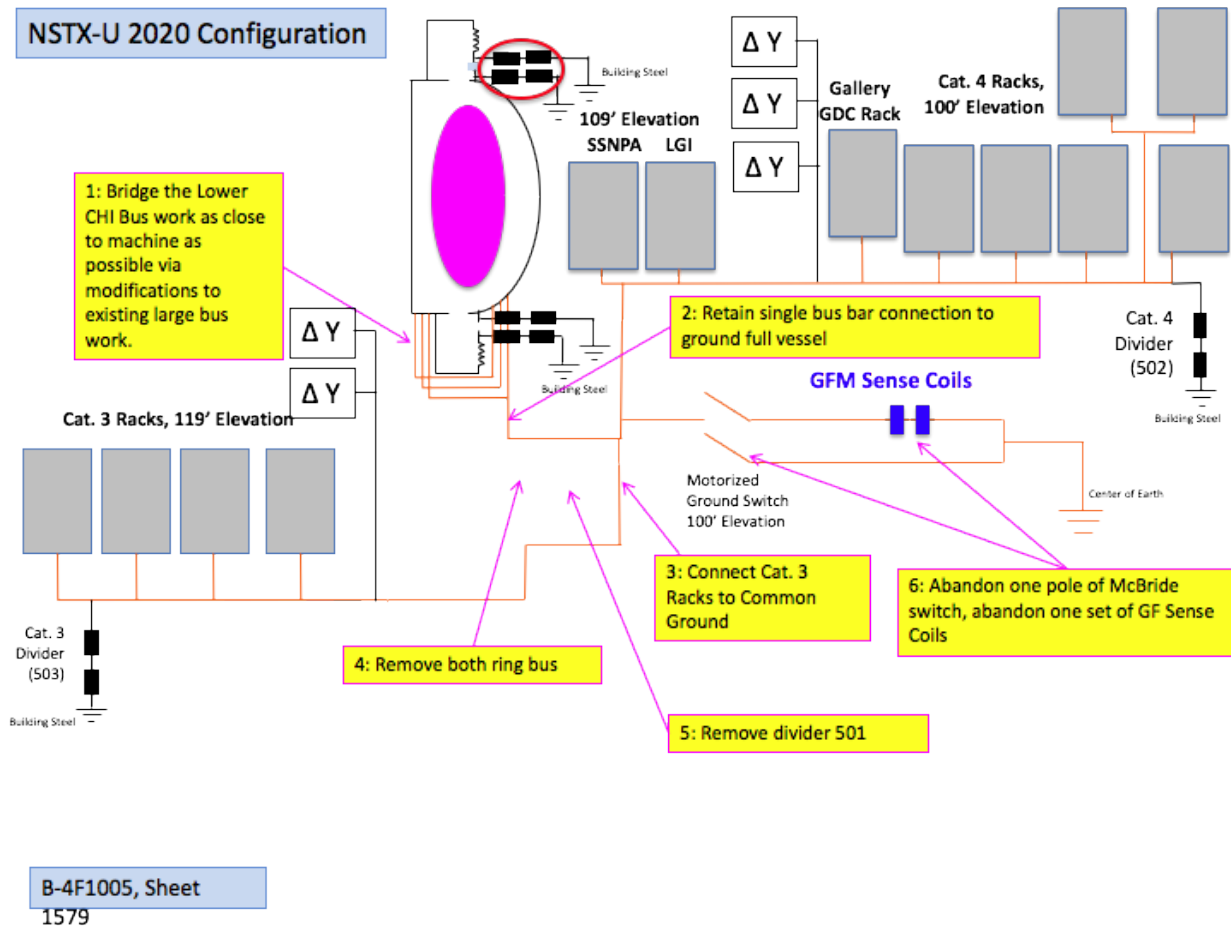 NSTX-U 2020 Configuration
Building Steel
Δ Y
Δ Y
Δ Y
Gallery
GDC Rack
Cat. 4 Racks,
100' Elevation
109' Elevation
SSNPA LGI
1: Bridge the Lower
CHI Bus work as close
to machine as
possible via
modifications to
existing large bus
work.
Δ Y
Δ Y
2: Retain single bus bar connection to
ground full vessel
Cat. 4
Divider
(502)
Building Steel
Building Steel
GFM Sense Coils
Cat. 3 Racks, 119' Elevation
Motorized
Ground Switch
100' Elevation
Center of Earth
3: Connect Cat. 3
Racks to Common
Ground
6: Abandon one pole of McBride
switch, abandon one set of GF Sense
Coils
Cat. 3
Divider
(503)
Building Steel
4: Remove both ring bus
5: Remove divider 501
B-4F1005, Sheet
1579